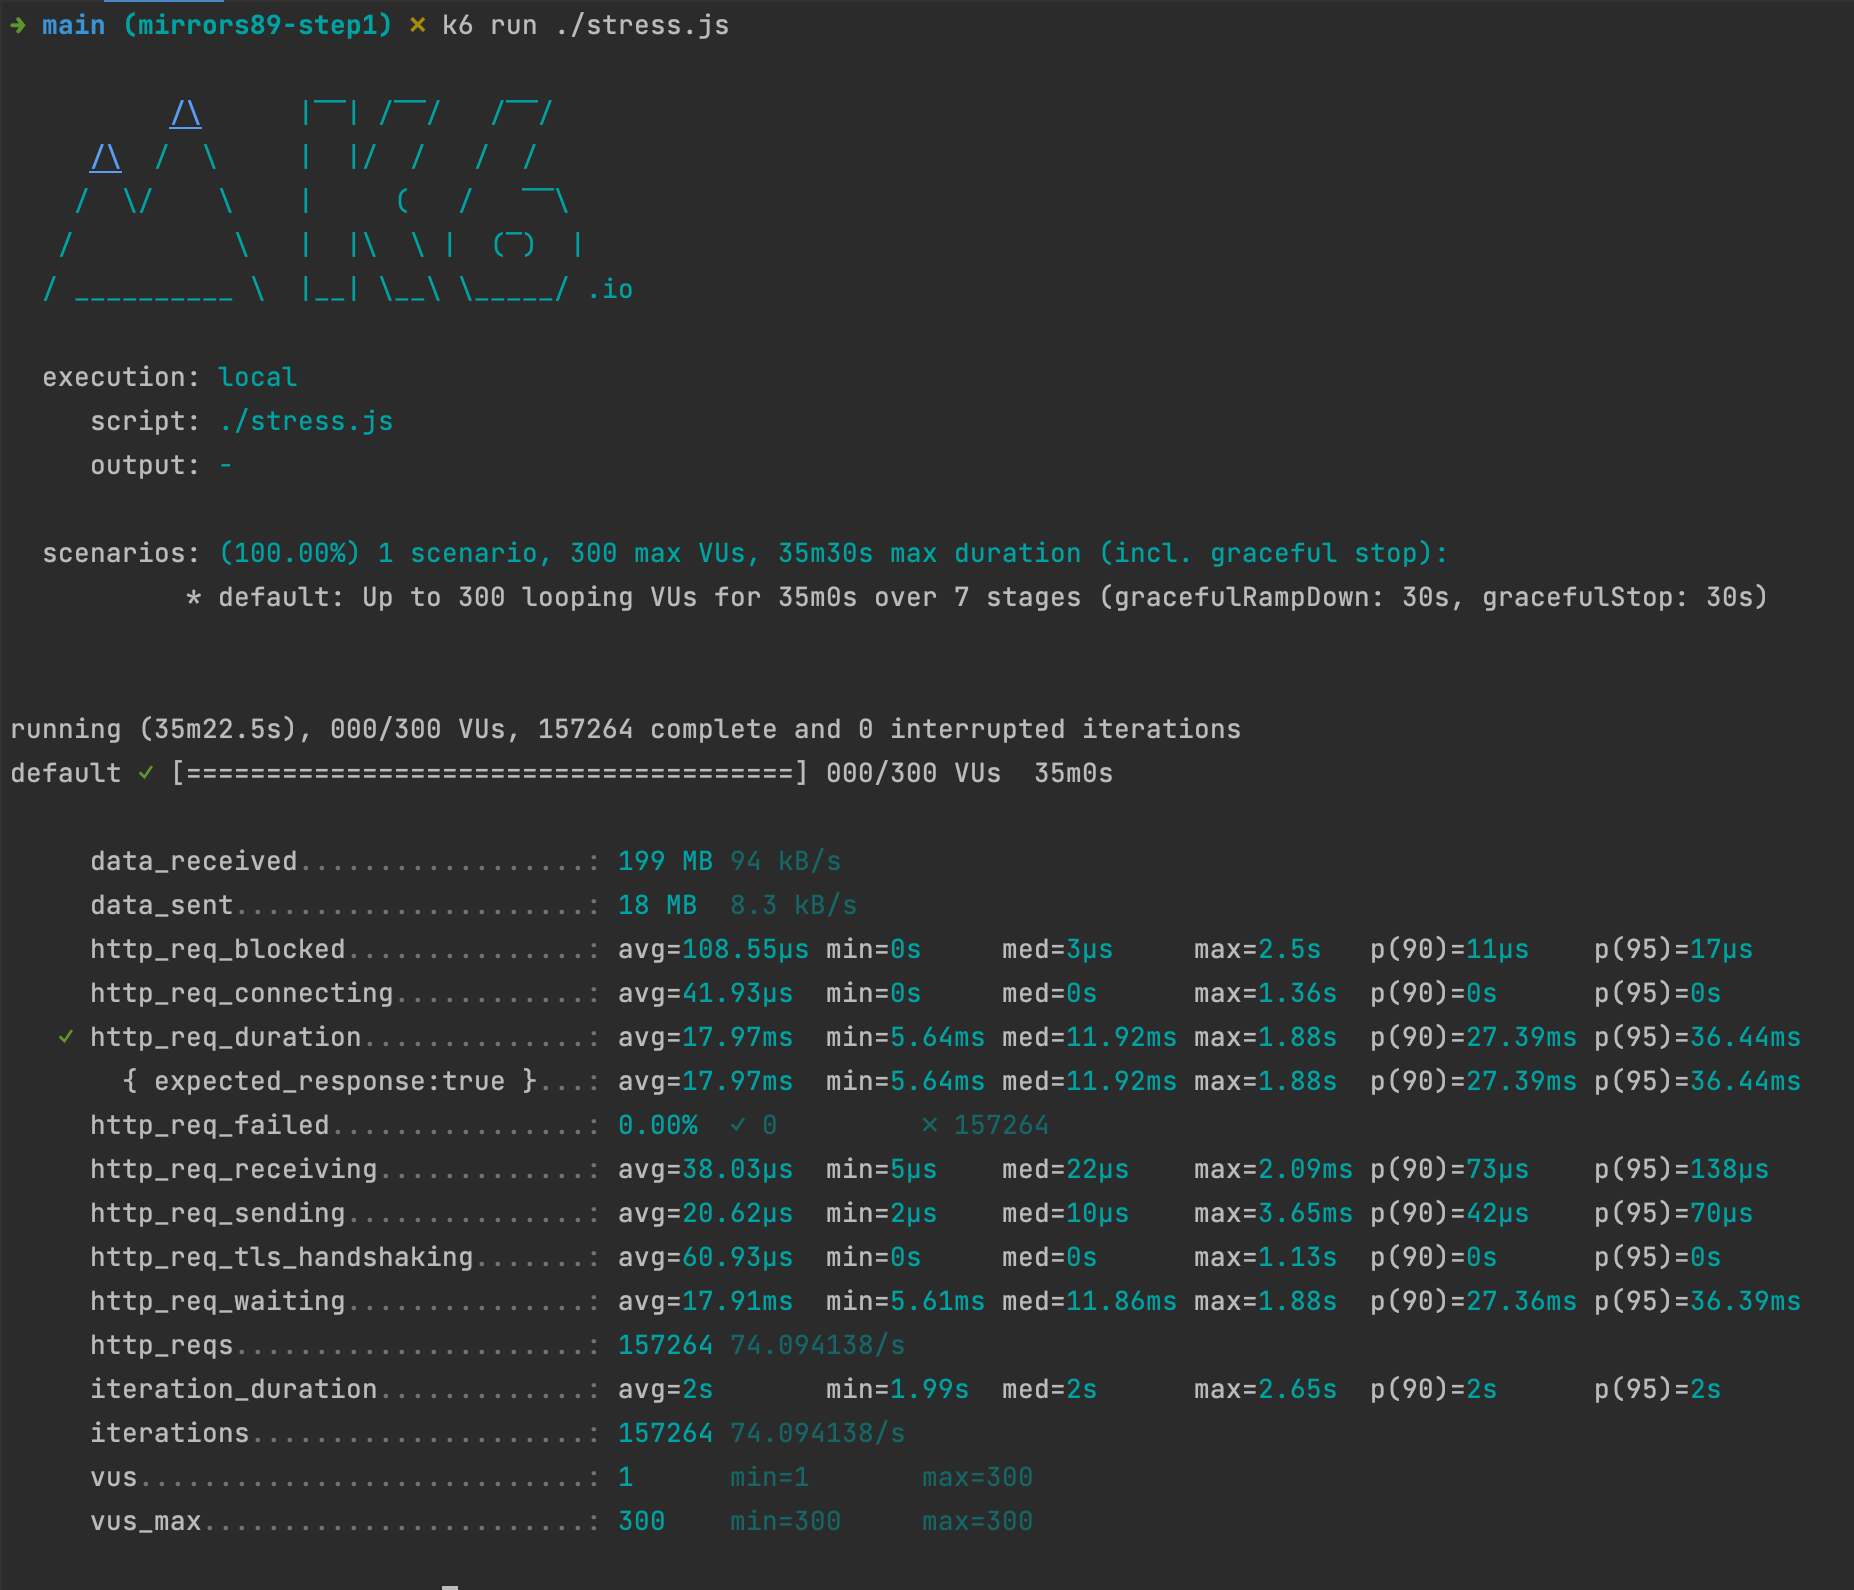 ➜ main (mirrors89-step1) ✗ k6 run ./stress.js
          /\      |‾‾| /‾‾/   /‾‾/
     /\  /  \     |  |/  /   /  /
    /  \/    \    |     (   /   ‾‾\
   /          \   |  |\  \ |  (‾)  |
  / __________ \  |__| \__\ \_____/ .io
  execution: local
     script: ./stress.js
     output: -
  scenarios: (100.00%) 1 scenario, 300 max VUs, 35m30s max duration (incl. graceful stop):
           * default: Up to 300 looping VUs for 35m0s over 7 stages (gracefulRampDown: 30s, gracefulStop: 30s)
running (35m22.5s), 000/300 VUs, 157264 complete and 0 interrupted iterations
default ✓ [======================================] 000/300 VUs  35m0s
     data_received..................: 199 MB 94 kB/s
     data_sent......................: 18 MB  8.3 kB/s
     http_req_blocked...............: avg=108.55µs min=0s     med=3µs     max=2.5s   p(90)=11µs    p(95)=17µs
     http_req_connecting............: avg=41.93µs  min=0s     med=0s      max=1.36s  p(90)=0s      p(95)=0s
   ✓ http_req_duration..............: avg=17.97ms  min=5.64ms med=11.92ms max=1.88s  p(90)=27.39ms p(95)=36.44ms
       { expected_response:true }...: avg=17.97ms  min=5.64ms med=11.92ms max=1.88s  p(90)=27.39ms p(95)=36.44ms
     http_req_failed................: 0.00%  ✓ 0         ✗ 157264
     http_req_receiving.............: avg=38.03µs  min=5µs    med=22µs    max=2.09ms p(90)=73µs    p(95)=138µs
     http_req_sending...............: avg=20.62µs  min=2µs    med=10µs    max=3.65ms p(90)=42µs    p(95)=70µs
     http_req_tls_handshaking.......: avg=60.93µs  min=0s     med=0s      max=1.13s  p(90)=0s      p(95)=0s
     http_req_waiting...............: avg=17.91ms  min=5.61ms med=11.86ms max=1.88s  p(90)=27.36ms p(95)=36.39ms
     http_reqs......................: 157264 74.094138/s
     iteration_duration.............: avg=2s       min=1.99s  med=2s      max=2.65s  p(90)=2s      p(95)=2s
     iterations.....................: 157264 74.094138/s
     vus............................: 1      min=1       max=300
     vus_max........................: 300    min=300     max=300